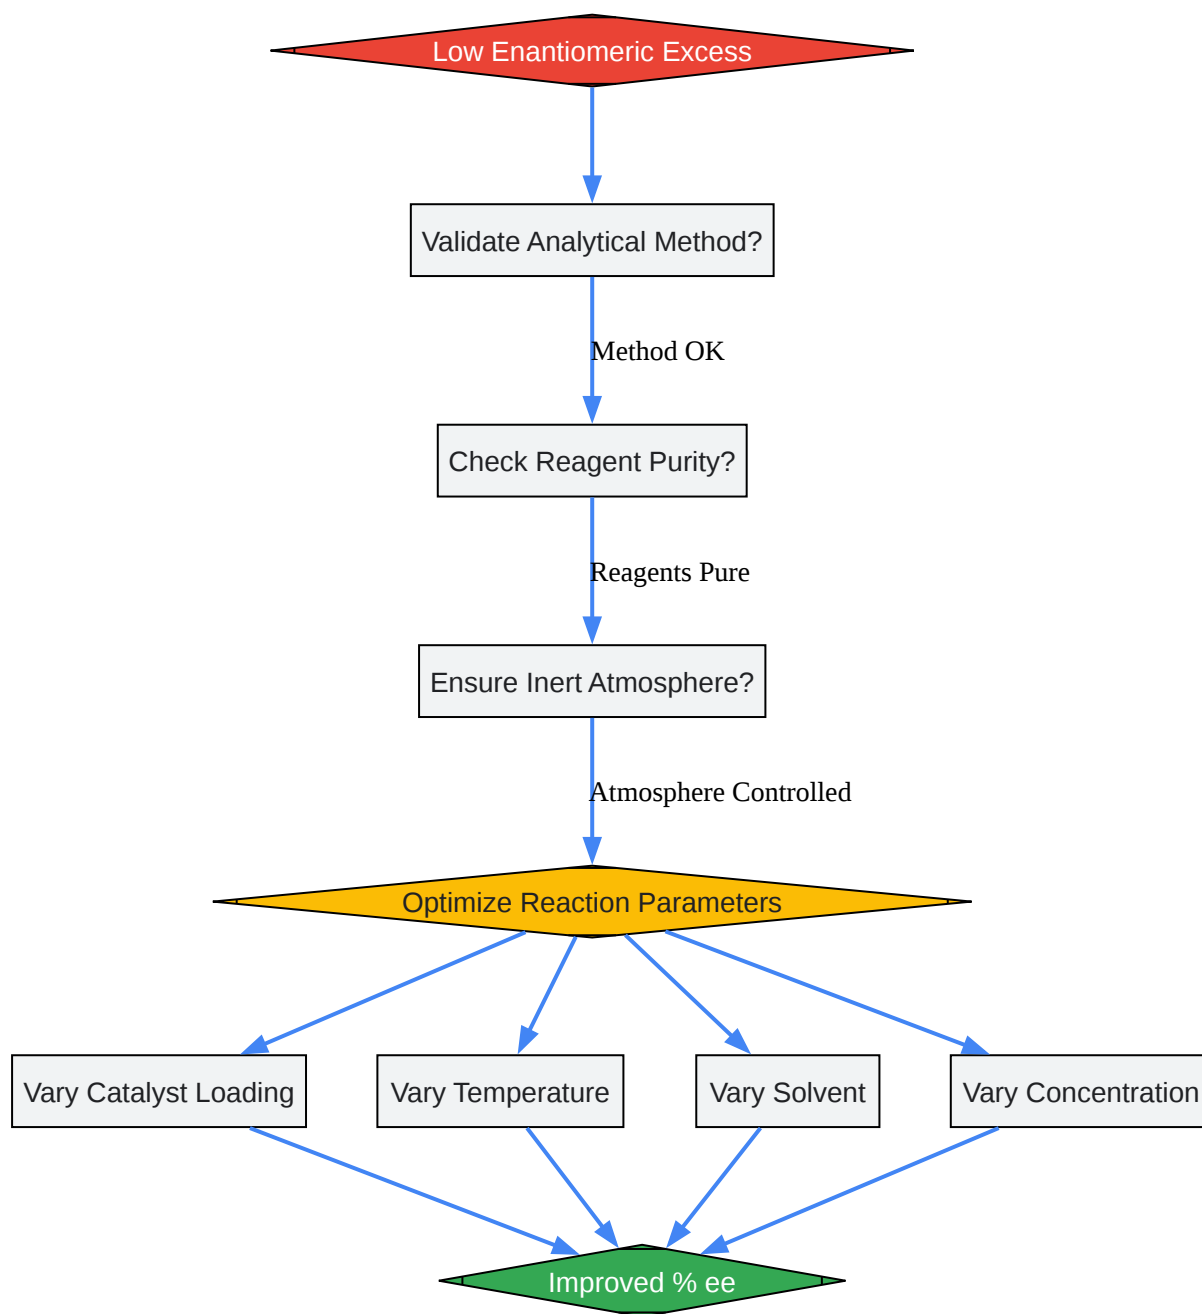 Low Enantiomeric Excess
Validate Analytical Method?
Method OK
Check Reagent Purity?
Reagents Pure
Ensure Inert Atmosphere?
Atmosphere Controlled
Optimize Reaction Parameters
Vary Catalyst Loading
Vary Temperature
Vary Solvent
Vary Concentration
Improved % ee